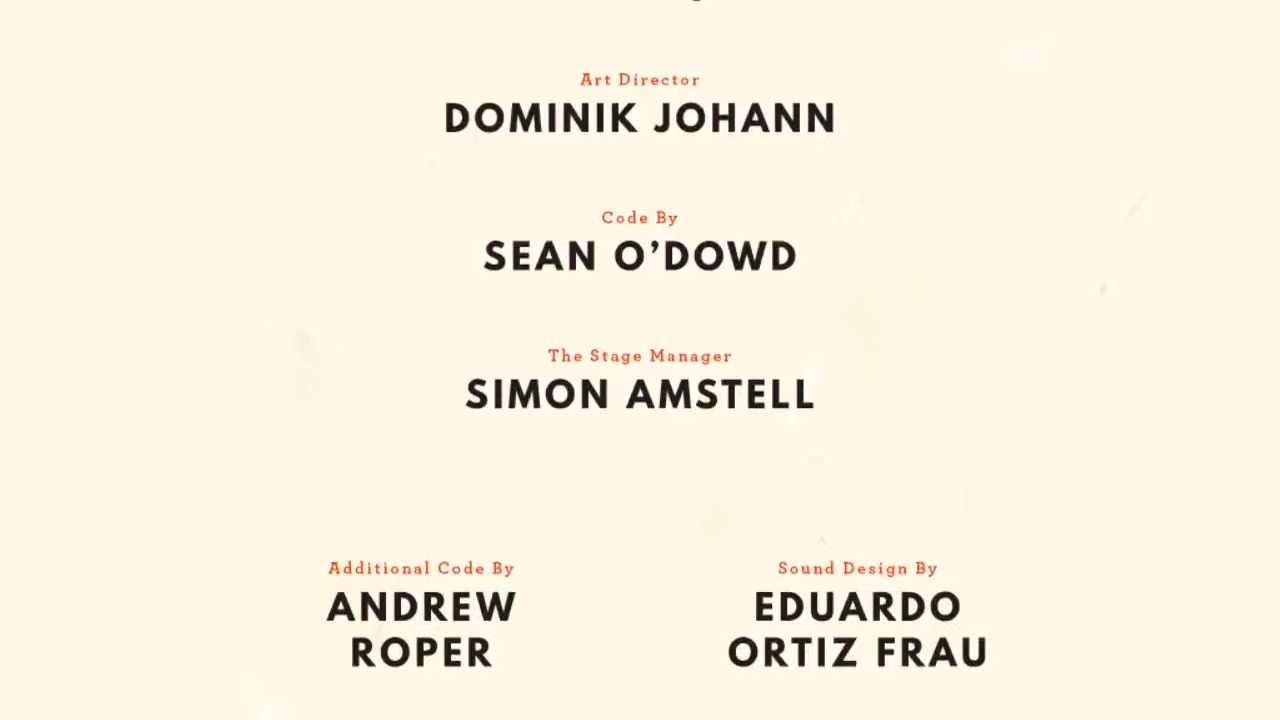 Art Director
DOMINIK JOHANN
Code By
SEAN O’DOWD
The Stage Manager
SIMON AMSTELL
Additional Code By
ANDREW
ROPER
Sound Design By
EDUARDO
ORTIZ FRAU